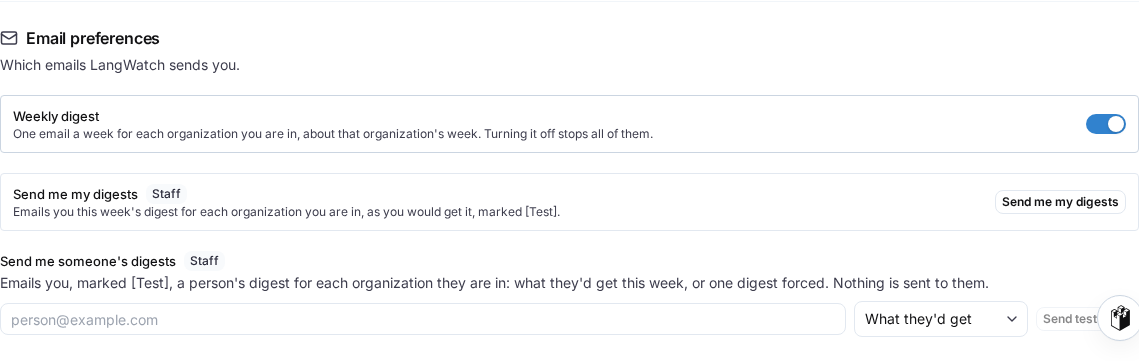 Email preferences
Which emails LangWatch sends you.
Weekly digest
One email a week for each organization you are in, about that organization's week. Turning it off stops all of them.
Send me my digests Staff
Emails you this week's digest for each organization you are in, as you would get it, marked [Test].
Send me my digests
Send me someone's digests Staff
Emails you, marked [Test], a person's digest for each organization they are in: what they'd get this week, or one digest forced. Nothing is sent to them.
person@example.com What they'd get Send test